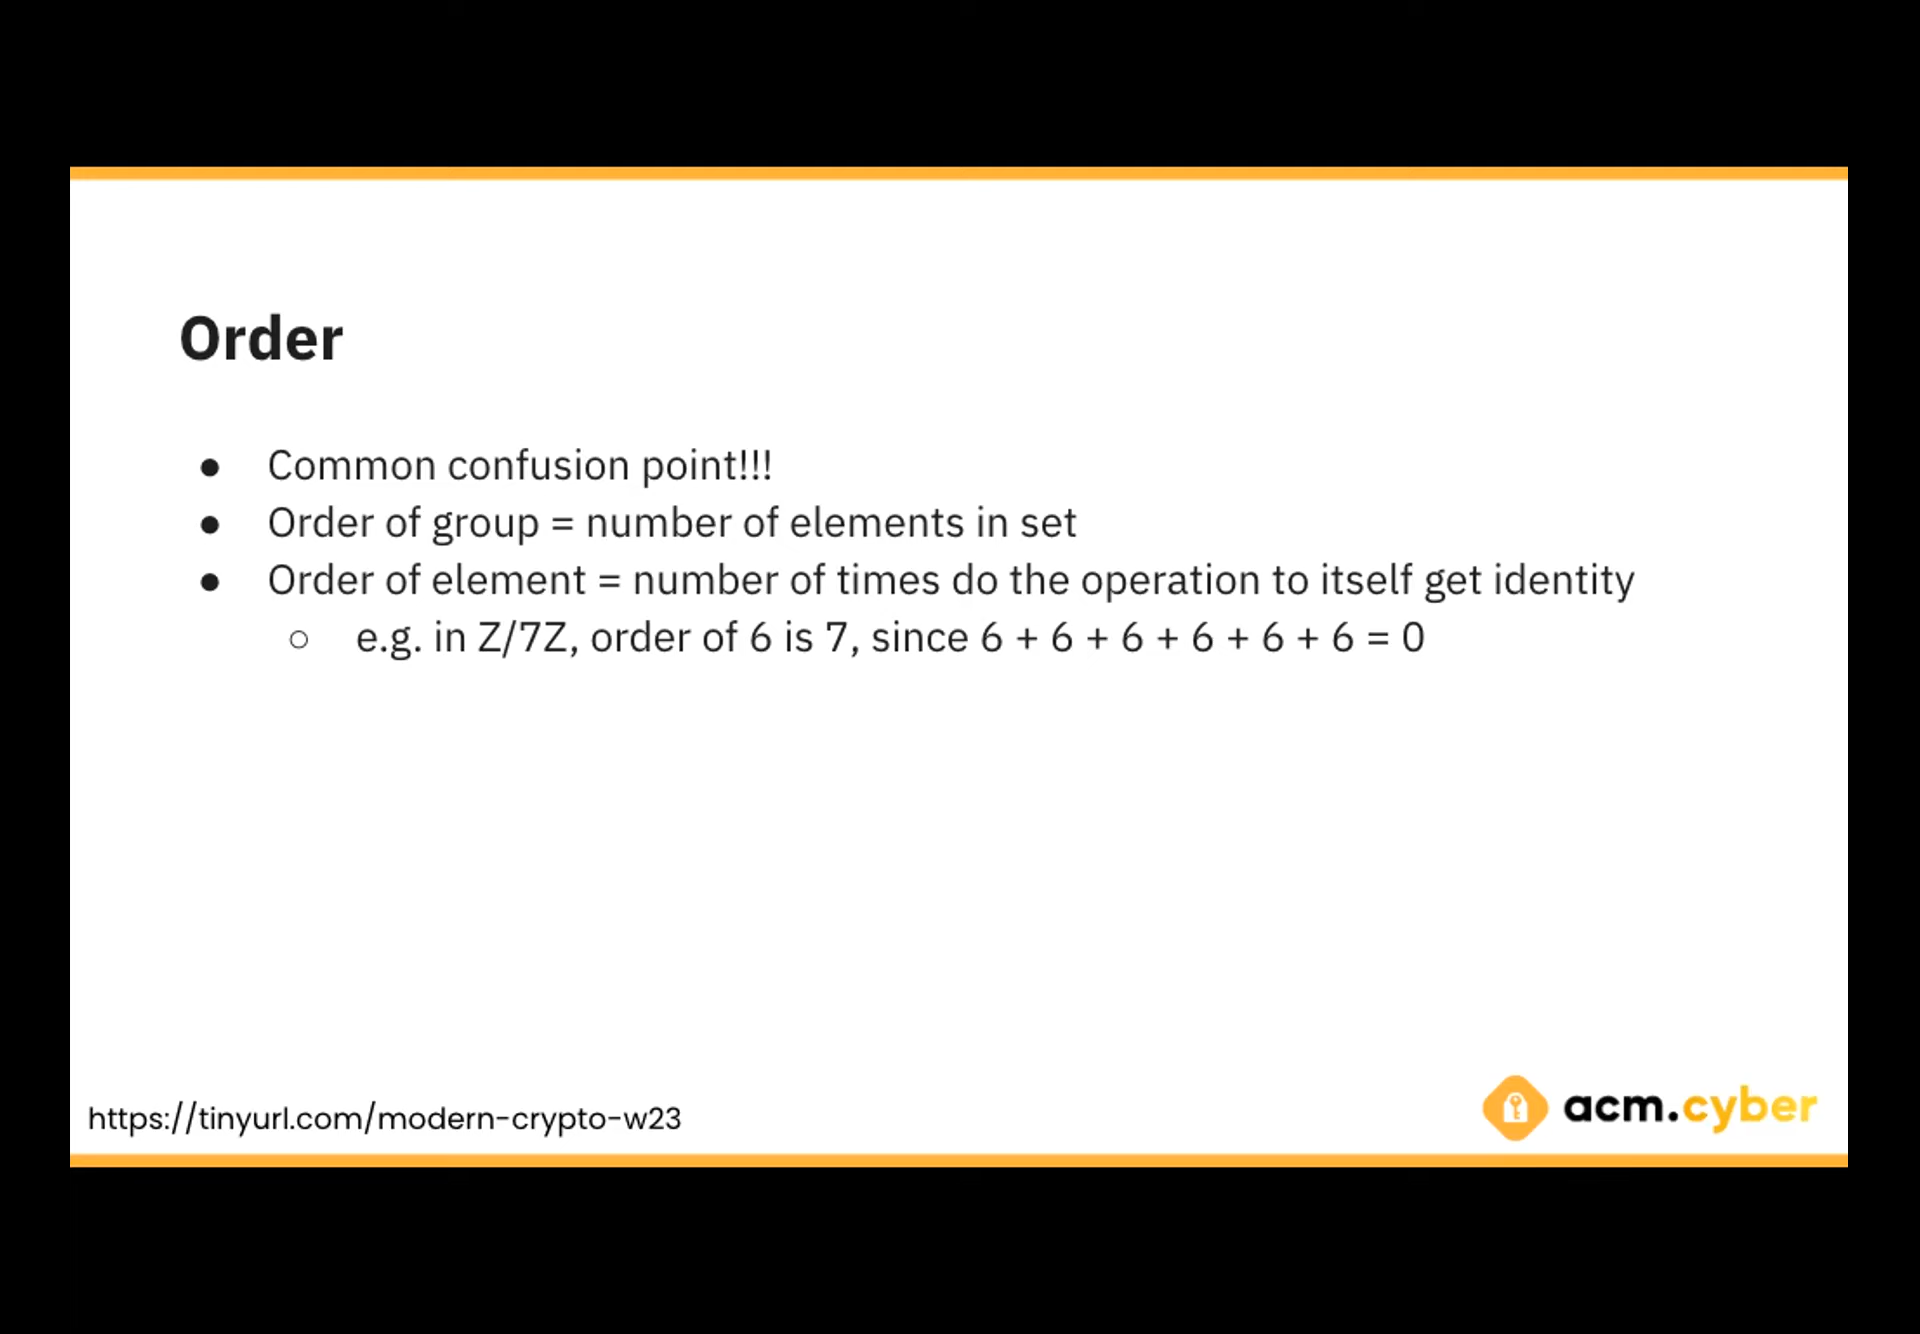 Order
● Common confusion point!!!
● Order of group = number of elements in set
● Order of element = number of times do the operation to itself get identity
○ e.g. in Z/7Z, order of 6 is 7, since 6 + 6 + 6 + 6 + 6 + 6 = 0
https://tinyurl.com/modern-crypto-w23
acm.cyber